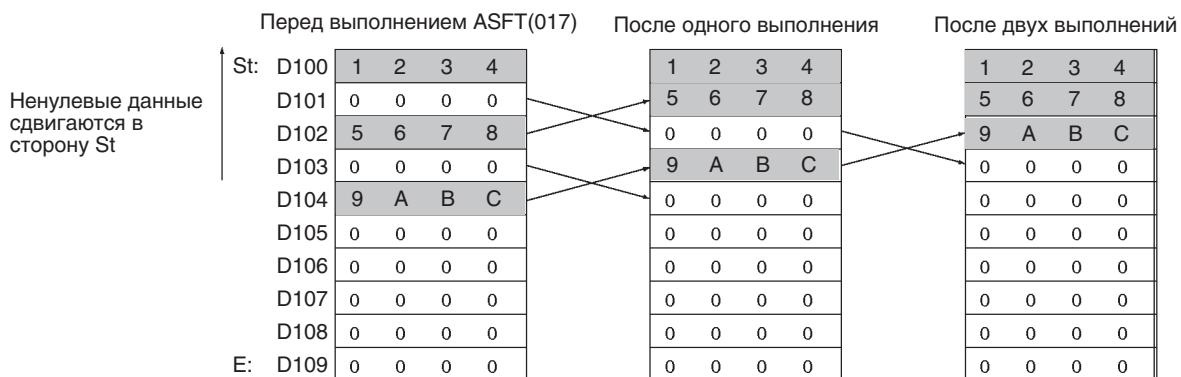 Перед выполнением ASFT(017) После одного выполнения После двух выполнений
St: D100 1 2 3 4 1 2 3 4 1 2 3 4
Ненулевые данные
сдвигаются в
сторону St
D101 0 0 0 0 5 6 7 8 5 6 7 8
D102 5 6 7 8 0 0 0 0 9 A B C
D103 0 0 0 0 9 A B C 0 0 0 0
D104 9 A B C 0 0 0 0 0 0 0 0
D105 0 0 0 0 0 0 0 0 0 0 0 0
D106 0 0 0 0 0 0 0 0 0 0 0 0
D107 0 0 0 0 0 0 0 0 0 0 0 0
D108 0 0 0 0 0 0 0 0 0 0 0 0
E: D109 0 0 0 0 0 0 0 0 0 0 0 0